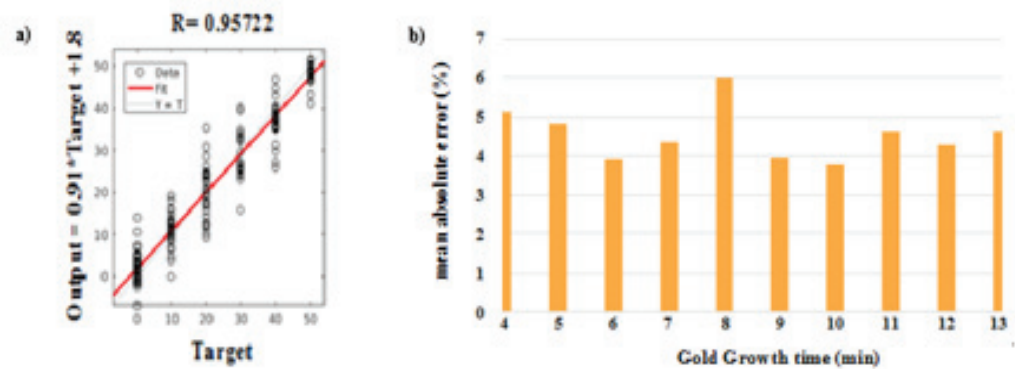 a)
R= 0.95722
Output = 0.91*Target +1.8
50
40
30
20
10
0
Data
Fit
Y = T
0 10 20 30 40 50
Target
b)
mean absolute error (%)
7
6
5
4
3
2
1
0
4 5 6 7 8 9 10 11 12 13
Gold Growth time (min)